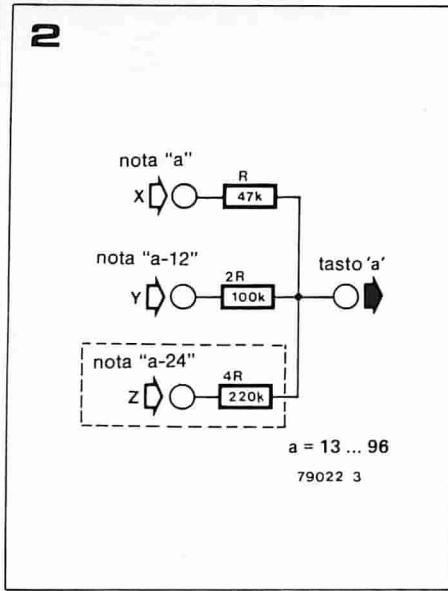 2
nota "a"
X
R
47k
nota "a-12"
Y
2R
100k
tasto 'a'
nota "a-24"
Z
4R
220k
a = 13 ... 96
79022 3